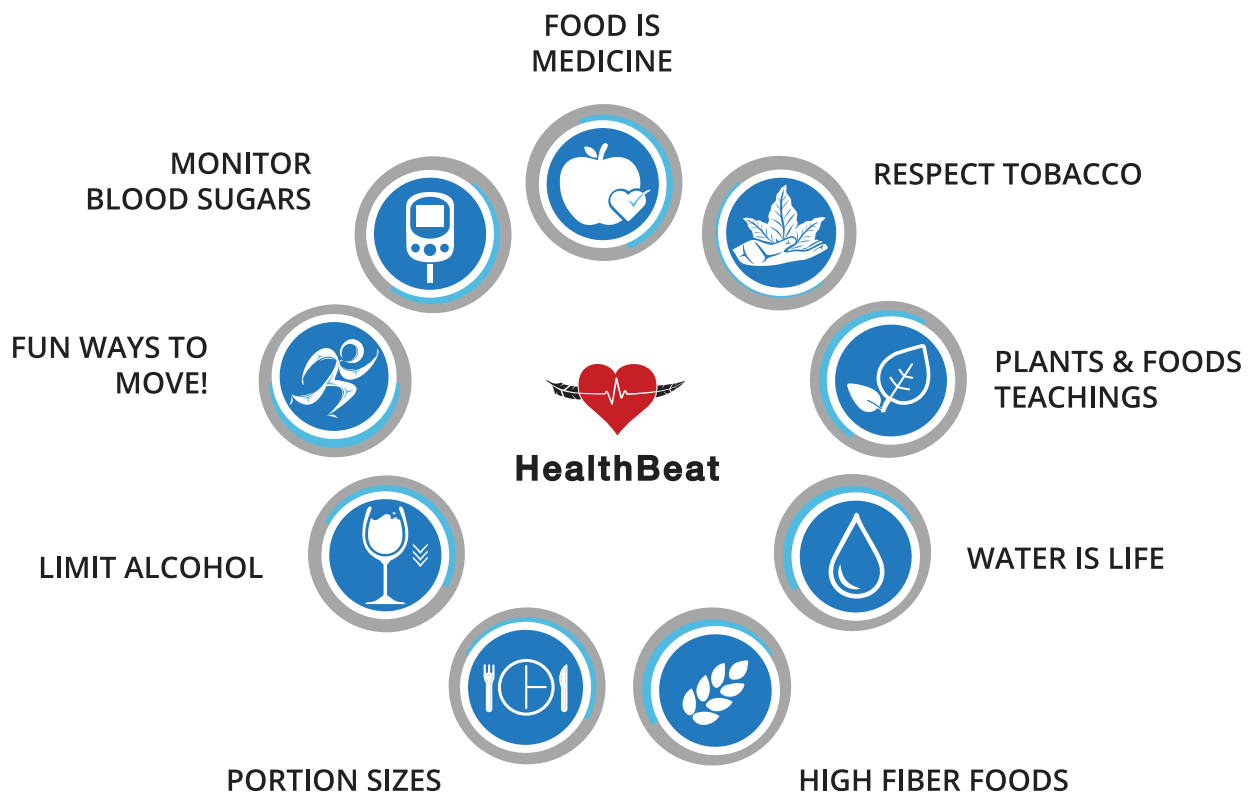 FOOD IS
MEDICINE
MONITOR
BLOOD SUGARS
RESPECT TOBACCO
FUN WAYS TO
MOVE!
PLANTS & FOODS
TEACHINGS
HealthBeat
LIMIT ALCOHOL
WATER IS LIFE
PORTION SIZES
HIGH FIBER FOODS